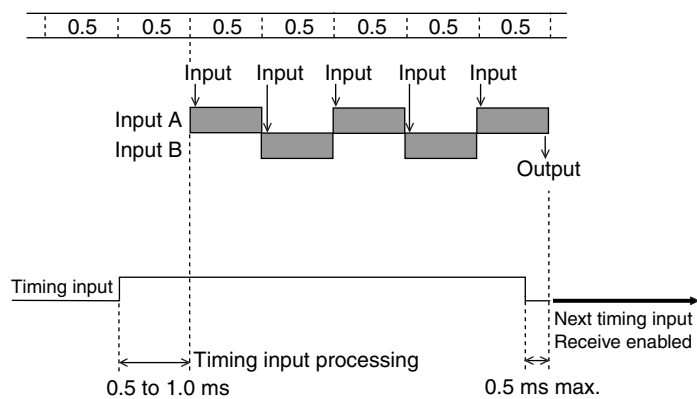 0.5 0.5 0.5 0.5 0.5 0.5 0.5
Input Input Input Input Input
Input A
Input B
Output
Timing input
Next timing input
Receive enabled
Timing input processing
0.5 to 1.0 ms
0.5 ms max.